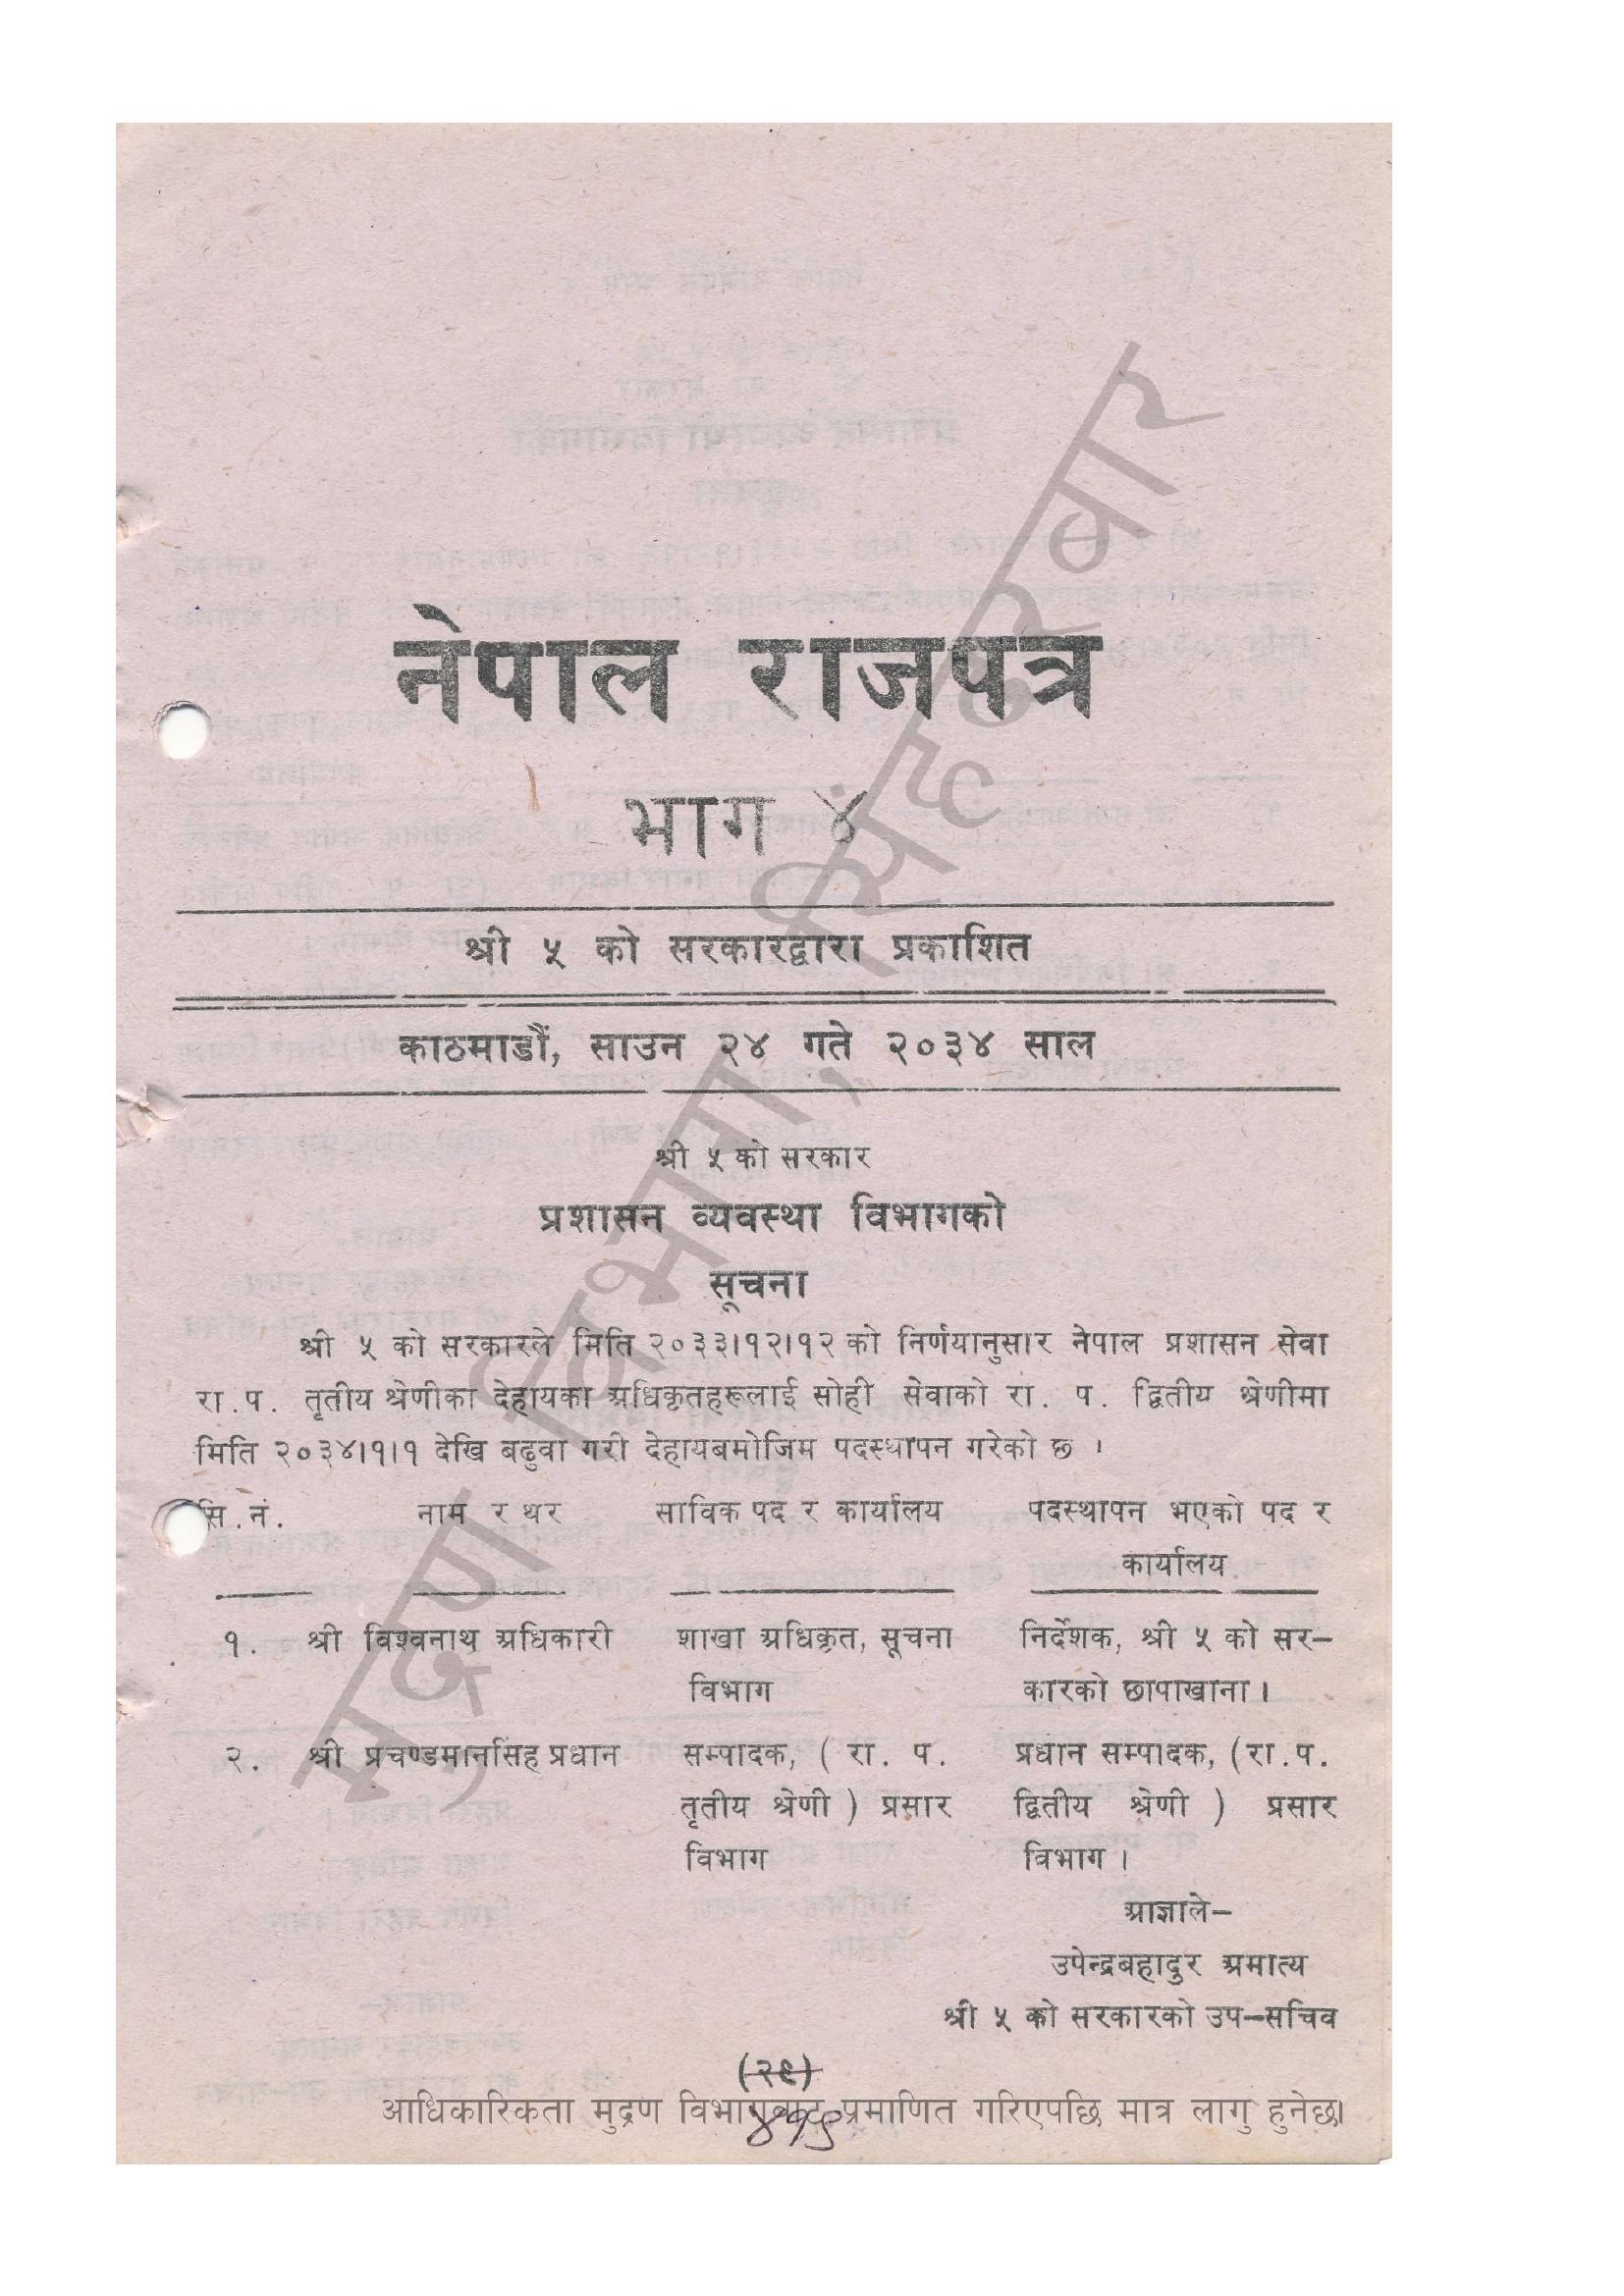 नेपाल राजपत्र
भाग ४
श्री ५ को सरकारद्वारा प्रकाशित
काठमाडौं, साउन २४ गते २०३४ साल
श्री ५ को सरकार
प्रशासन व्यवस्था विभागको
सूचना
श्री ५ को सरकारले मिति २०३३।१२।१२ को निर्णयानुसार नेपाल प्रशासन सेवा
रा.प. तृतीय श्रेणीका देहायका अधिकृतहरूलाई सोही सेवाको रा. प. द्वितीय श्रेणीमा
मिति २०३४।१।१ देखि बढुवा गरी देहायबमोजिम पदस्थापन गरेको छ ।
सि.नं. नाम र थर साविक पद र कार्यालय पदस्थापन भएको पद र
कार्यालय
१. श्री विश्वनाथ अधिकारी शाखा अधिकृत, सूचना निर्देशक, श्री ५ को सर–
विभाग कारको छापाखाना ।
२. श्री प्रचण्डमानसिंह प्रधान सम्पादक, ( रा. प. प्रधान सम्पादक, (रा.प.
तृतीय श्रेणी ) प्रसार द्वितीय श्रेणी ) प्रसार
विभाग विभाग ।
आज्ञाले–
उपेन्द्रबहादुर अमात्य
श्री ५ को सरकारको उप–सचिव
(२९)
आधिकारिकता मुद्रण विभागबाट प्रमाणित गरिएपछि मात्र लागु हुनेछ।
मुद्रण विभाग, सिंहदरबार